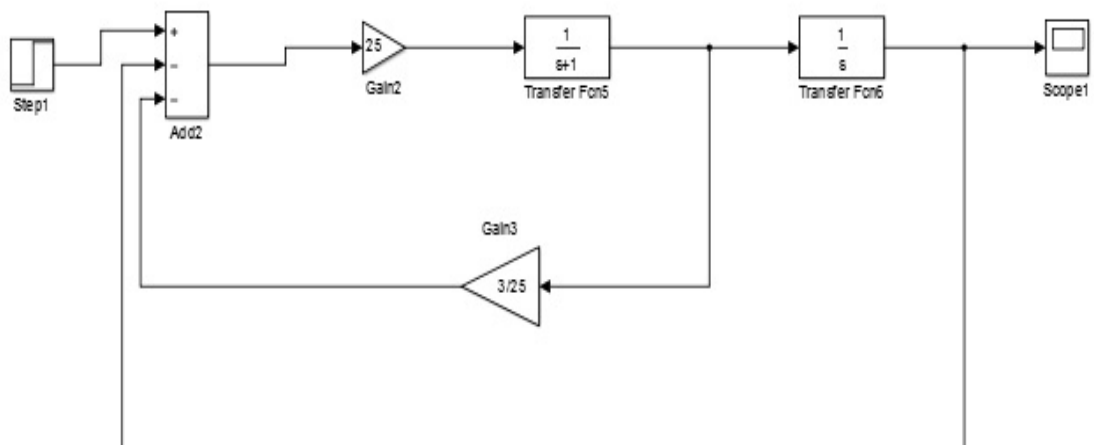 +
−
−
Step1
Add2
25
Gain2
1
s+1
Transfer Fcn5
1
s
Transfer Fcn6
Scope1
Gain3
3/25